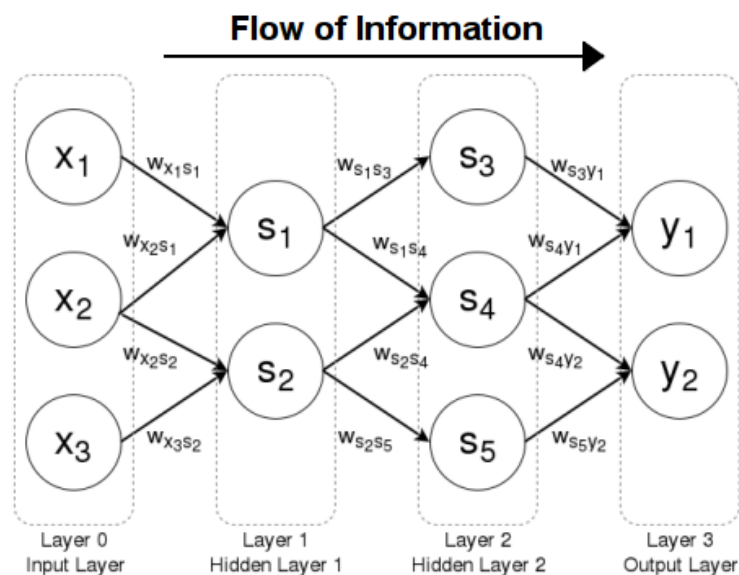 Flow of Information
x₁
wₓ₁ₛ₁
s₁
wₛ₁ₛ₃
s₃
wₛ₃y₁
y₁
wₓ₂ₛ₁
wₛ₁ₛ₄
wₛ₄y₁
x₂
s₄
wₓ₂ₛ₂
s₂
wₛ₂ₛ₄
wₛ₄y₂
y₂
x₃
wₓ₃ₛ₂
wₛ₂ₛ₅
s₅
wₛ₅y₂
Layer 0
Input Layer
Layer 1
Hidden Layer 1
Layer 2
Hidden Layer 2
Layer 3
Output Layer